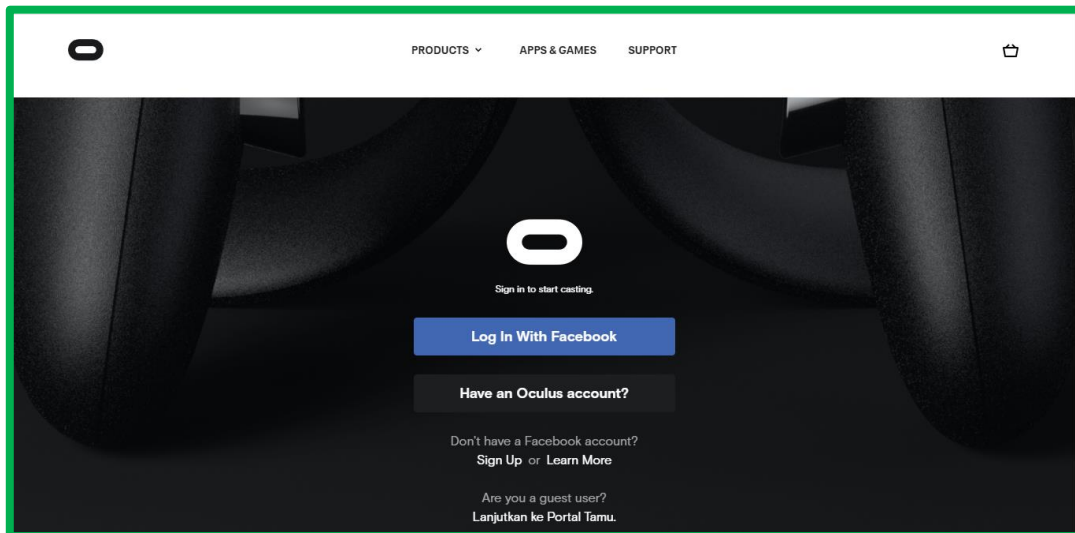 PRODUCTS APPS & GAMES SUPPORT
Sign in to start casting.
Log In With Facebook
Have an Oculus account?
Don't have a Facebook account?
Sign Up or Learn More
Are you a guest user?
Lanjutkan ke Portal Tamu.